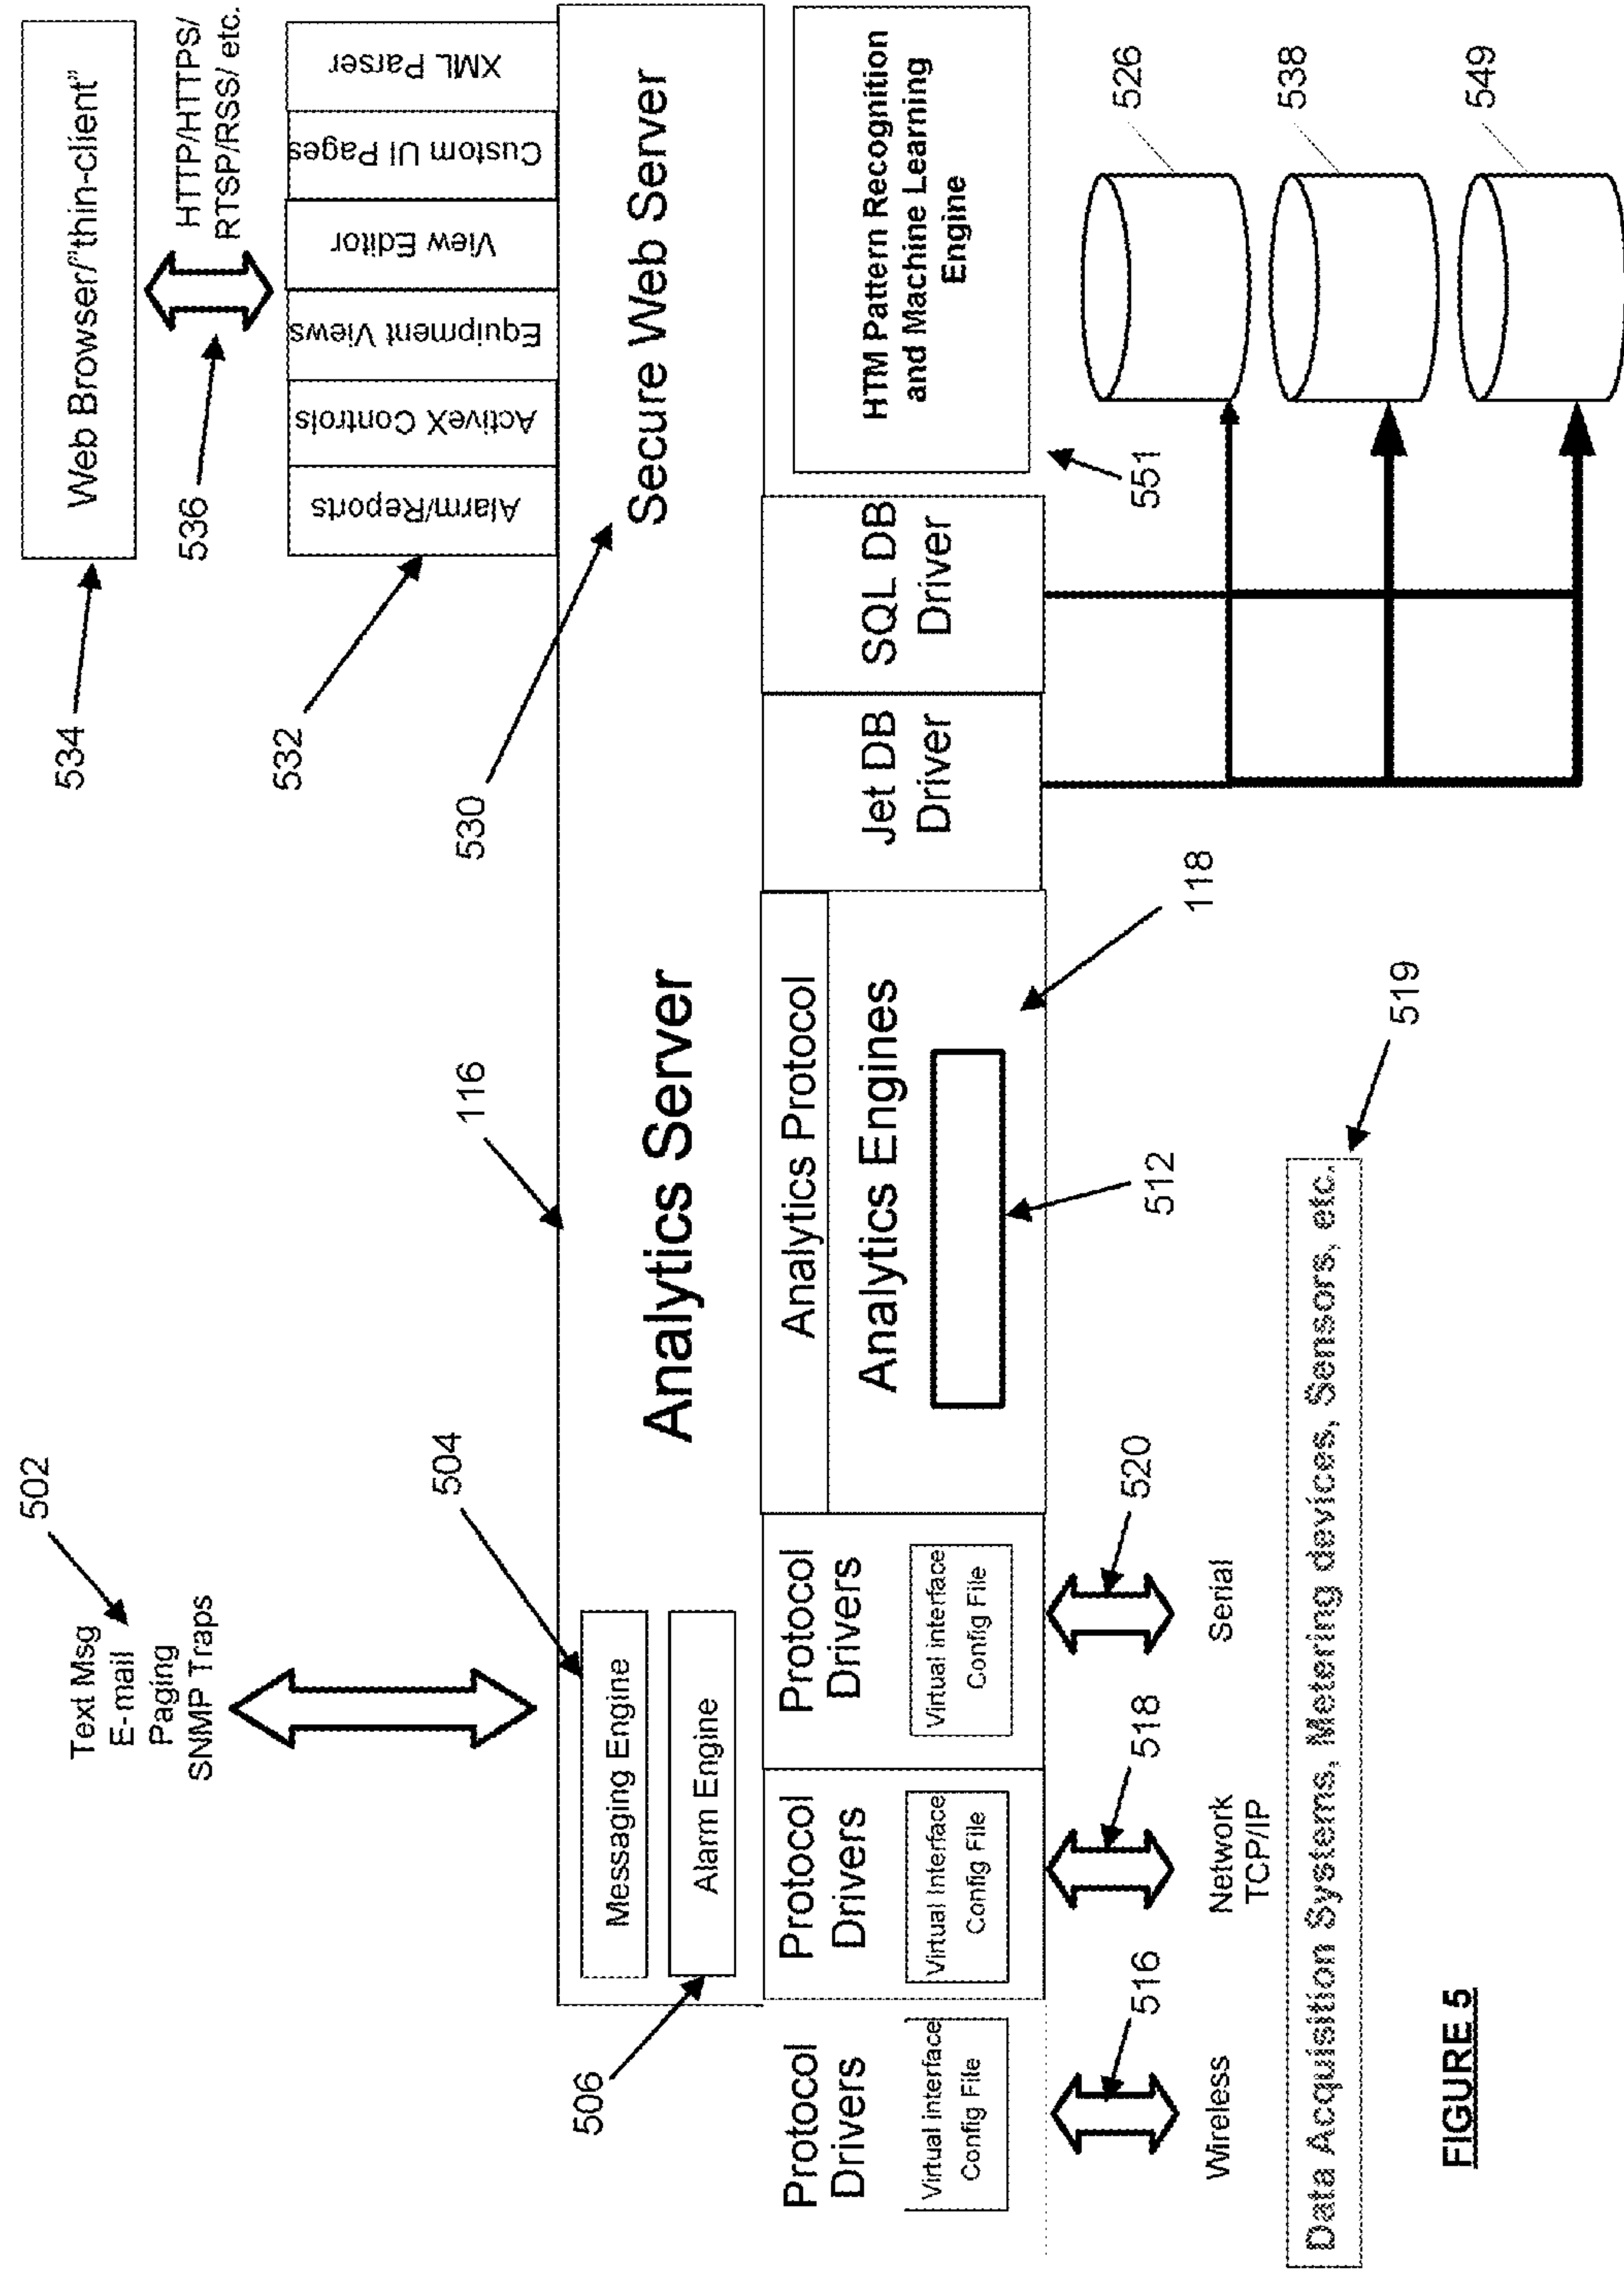 502
Text Msg
E-mail
Paging
SNMP Traps
534
Web Browser/"thin-client"
536
HTTP/HTTPS/
RTSP/RSS/ etc.
532
Alarm/Reports
ActiveX Controls
Equipment Views
View Editor
Custom UI Pages
XML Parser
504
116
530
Messaging Engine
Alarm Engine
506
Analytics Server
Secure Web Server
Protocol
Drivers
Virtual interface
Config File
Protocol
Drivers
Virtual Interface
Config File
Protocol
Drivers
Virtual interface
Config File
Analytics Protocol
Analytics Engines
512
118
Jet DB
Driver
SQL DB
Driver
HTM Pattern Recognition
and Machine Learning
Engine
551
526
538
549
516
Wireless
518
Network
TCP/IP
520
Serial
519
Data Acquisition Systems, Metering devices, Sensors, etc.
FIGURE 5